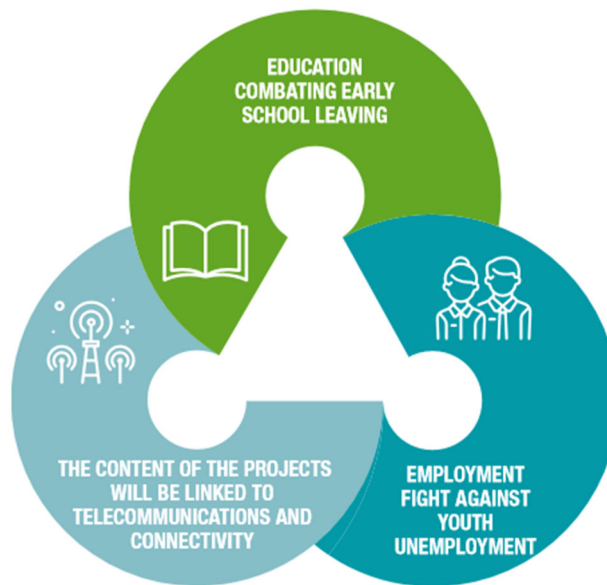 EDUCATION
COMBATING EARLY
SCHOOL LEAVING
THE CONTENT OF THE PROJECTS
WILL BE LINKED TO
TELECOMMUNICATIONS AND
CONNECTIVITY
EMPLOYMENT
FIGHT AGAINST
YOUTH
UNEMPLOYMENT